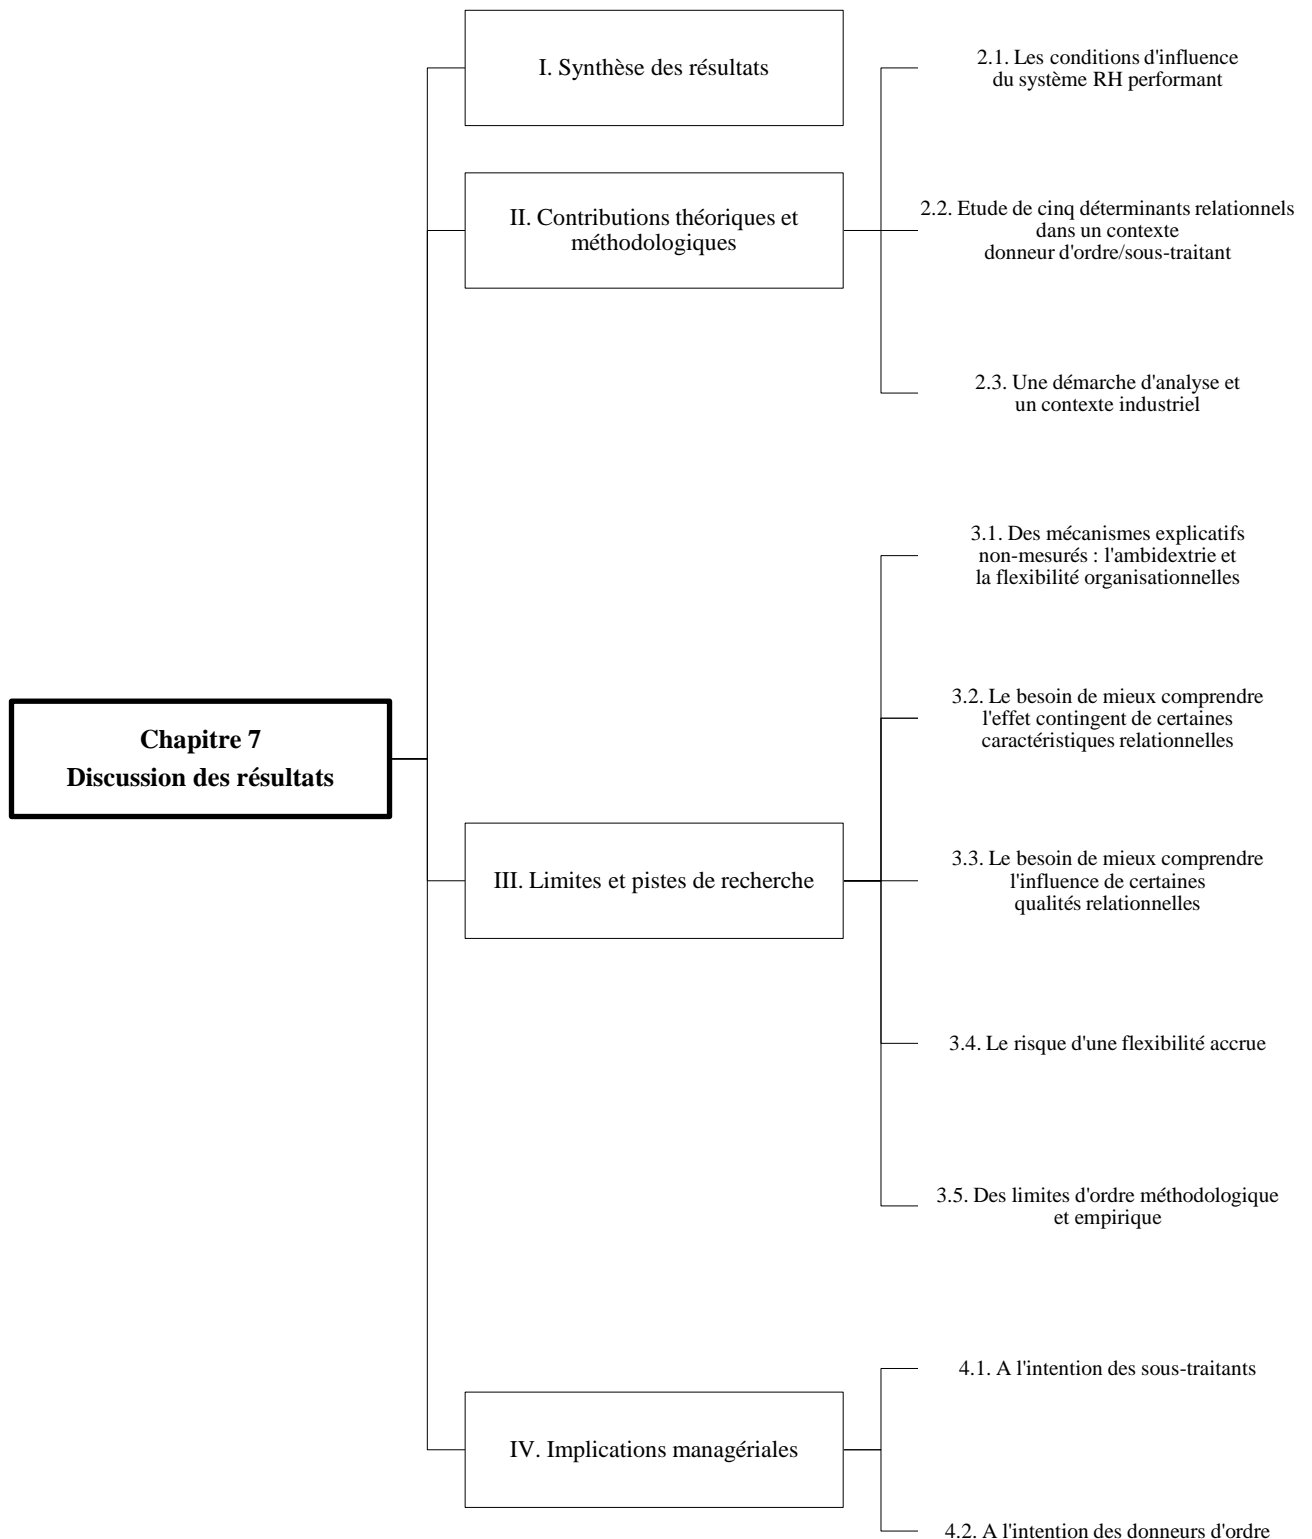 Chapitre 7
Discussion des résultats
I. Synthèse des résultats
II. Contributions théoriques et
méthodologiques
2.1. Les conditions d'influence
du système RH performant
2.2. Etude de cinq déterminants relationnels
dans un contexte
donneur d'ordre/sous-traitant
2.3. Une démarche d'analyse et
un contexte industriel
III. Limites et pistes de recherche
3.1. Des mécanismes explicatifs
non-mesurés : l'ambidextrie et
la flexibilité organisationnelles
3.2. Le besoin de mieux comprendre
l'effet contingent de certaines
caractéristiques relationnelles
3.3. Le besoin de mieux comprendre
l'influence de certaines
qualités relationnelles
3.4. Le risque d'une flexibilité accrue
3.5. Des limites d'ordre méthodologique
et empirique
IV. Implications managériales
4.1. A l'intention des sous-traitants
4.2. A l'intention des donneurs d'ordre